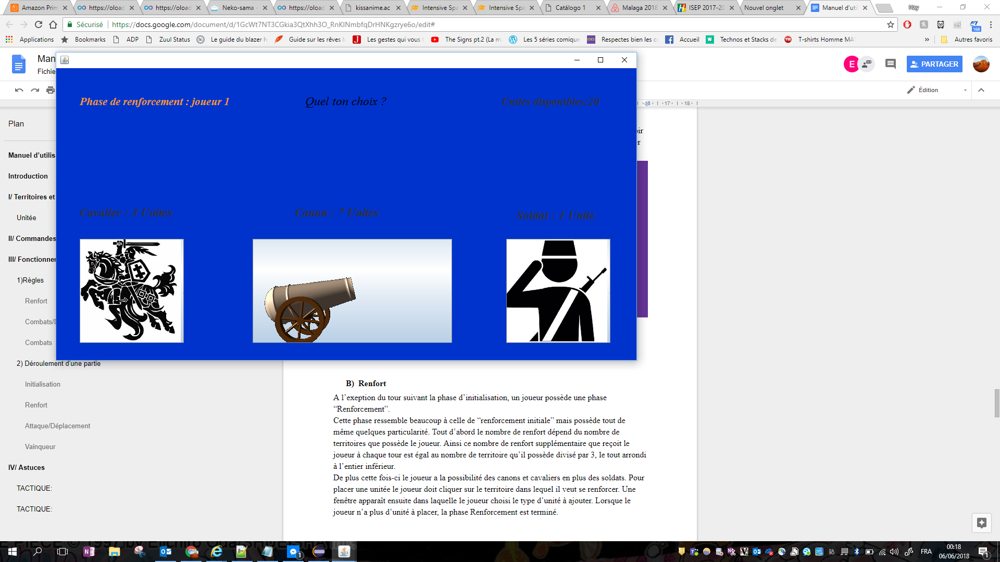 Amazon Prim
https://oload
https://oload
Neko-sama -
https://oload
kissanime.ac
Intensive Spa
Intensive Spa
Catálogo 1
Malaga 2018
ISEP 2017-20
Nouvel onglet
Manuel d'uti
Hay
Sécurisé
https://docs.google.com/document/d/1GcWt7NT3CGkia3QtXhh3O_RnKlNmbfqDrHNKgzrye6o/edit#
168
Applications
Bookmarks
ADP
Zuul Status
Le guide du blazer h
Guide sur les rêves lu
Les gestes qui vous t
The Signs pt.2 (La m
Les 5 séries comique
Respectes bien les co
Accueil
Technos et Stacks de
T-shirts Homme MA
»
Autres favoris
Man
Fichie
E
PARTAGER
Édition
16 17 18
Phase de renforcement : joueur 1
Quel ton choix ?
Unites disponibles:20
Cavalier : 3 Unites
Canon : 7 Unites
Soldat : 1 Unite
Plan
Manuel d'utilis
Introduction
I/ Territoires et
Unitée
II/ Commandes
III/ Fonctionner
1)Règles
Renfort
Combats/D
Combats
2) Déroulement d'une partie
Initialisation
Renfort
Attaque/Déplacement
Vainqueur
IV/ Astuces
TACTIQUE:
TACTIQUE:
oir
r
B) Renfort
A l'exeption du tour suivant la phase d'initialisation, un joueur possède une phase
“Renforcement”.
Cette phase ressemble beaucoup à celle de “renforcement initiale” mais possède tout de
même quelques particularité. Tout d'abord le nombre de renfort dépend du nombre de
territoires que possède le joueur. Ainsi ce nombre de renfort supplémentaire que reçoit le
joueur à chaque tour est égal au nombre de territoire qu'il possède divisé par 3, le tout arrondi
à l'entier inférieur.
De plus cette fois-ci le joueur a la possibilité des canons et cavaliers en plus des soldats. Pour
placer une unitée le joueur doit cliquer sur le territoire dans lequel il veut se renforcer. Une
fenêtre apparaît ensuite dans laquelle le joueur choisi le type d'unité à ajouter. Lorsque le
joueur n'a plus d'unité à placer, la phase Renforcement est terminé.
1
FRA
00:18
06/06/2018
1